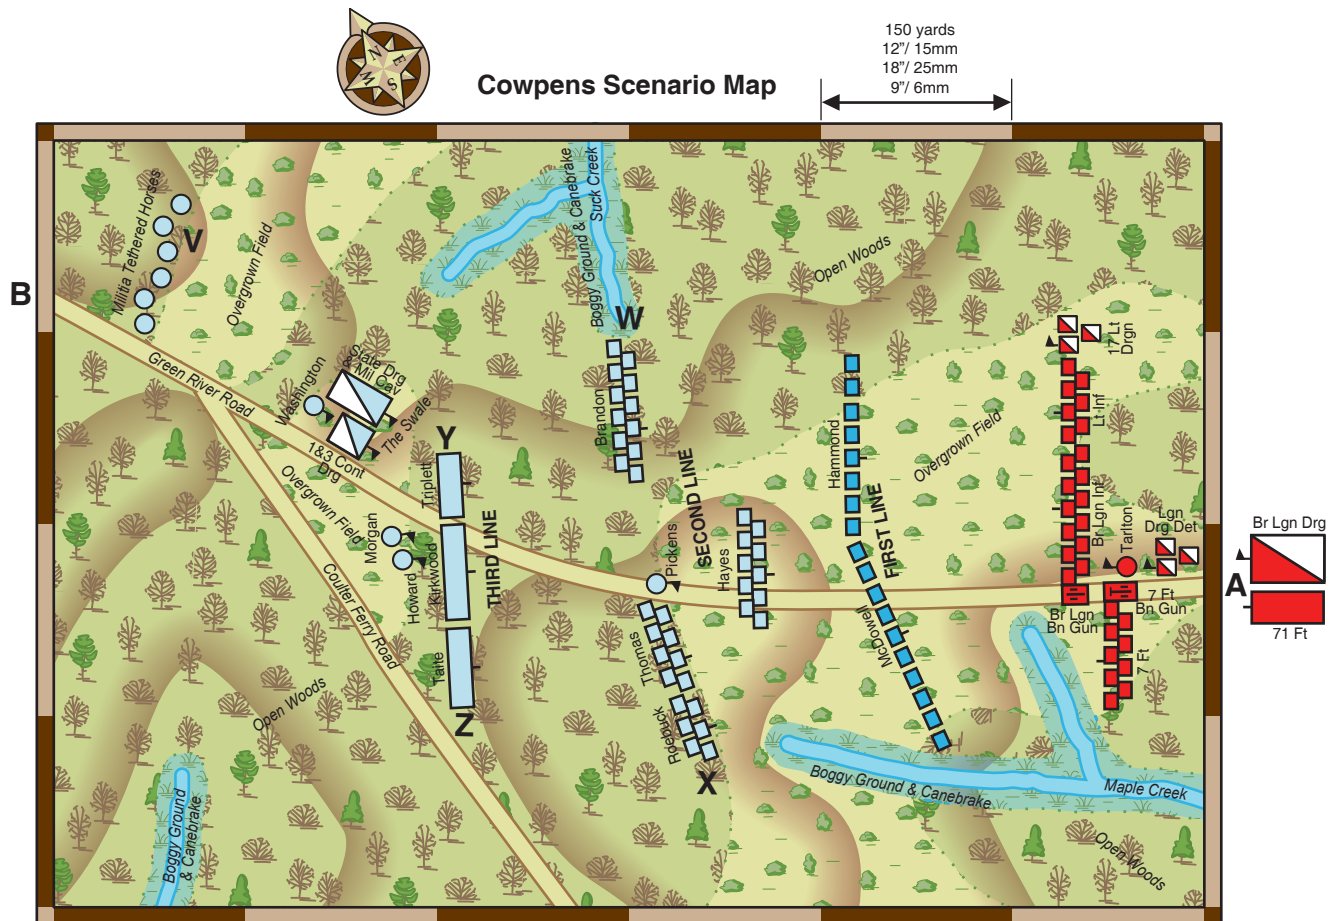 Cowpens Scenario Map
150 yards
12"/ 15mm
18"/ 25mm
9"/ 6mm
N
E
S
W
Militia Tethered Horses
V
Overgrown Field
Boggy Ground & Canebrake
Suck Creek
W
Open Woods
B
Green River Road
Washington
State Drg
& Mil Cav
The Swale
1&3 Cont
Drg
Y
Triplett
Brandon
Hammond
Overgrown Field
17 Lt
Drgn
Lt Inf
Br Lgn Inf
Lgn
Drg Det
Tarlton
Br Lgn Drg
A
71 Ft
Overgrown Field
Morgan
Howard
Kirkwood
THIRD LINE
Pickens
SECOND LINE
Hayes
FIRST LINE
McDowell
Br Lgn
Bn Gun
7 Ft
Bn Gun
7 Ft
Coulter Ferry Road
Taite
Z
Thomas
Roebuck
X
Open Woods
Boggy Ground
& Canebrake
Boggy Ground & Canebrake
Maple Creek
Open Woods